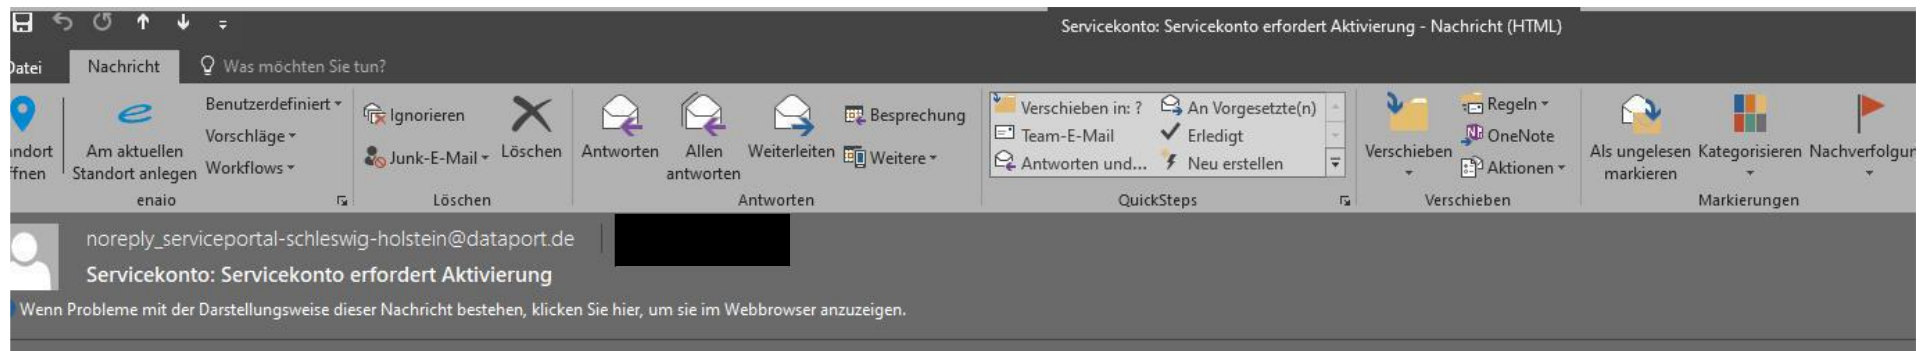 Servicekonto: Servicekonto erfordert Aktivierung - Nachricht (HTML)
Datei Nachricht Was möchten Sie tun?
Benutzerdefiniert
Vorschläge
Workflows
Am aktuellen
Standort anlegen
enaio
Ignorieren
Junk-E-Mail
Löschen
Löschen
Antworten
Allen
antworten
Weiterleiten
Besprechung
Weitere
Antworten
Verschieben in: ? An Vorgesetzte(n)
Team-E-Mail Erledigt
Antworten und... Neu erstellen
QuickSteps
Verschieben
Regeln
OneNote
Aktionen
Verschieben
Als ungelesen
markieren
Kategorisieren
Nachverfolgun
Markierungen
noreply_serviceportal-schleswig-holstein@dataport.de
Servicekonto: Servicekonto erfordert Aktivierung
Wenn Probleme mit der Darstellungsweise dieser Nachricht bestehen, klicken Sie hier, um sie im Webbrowser anzuzeigen.